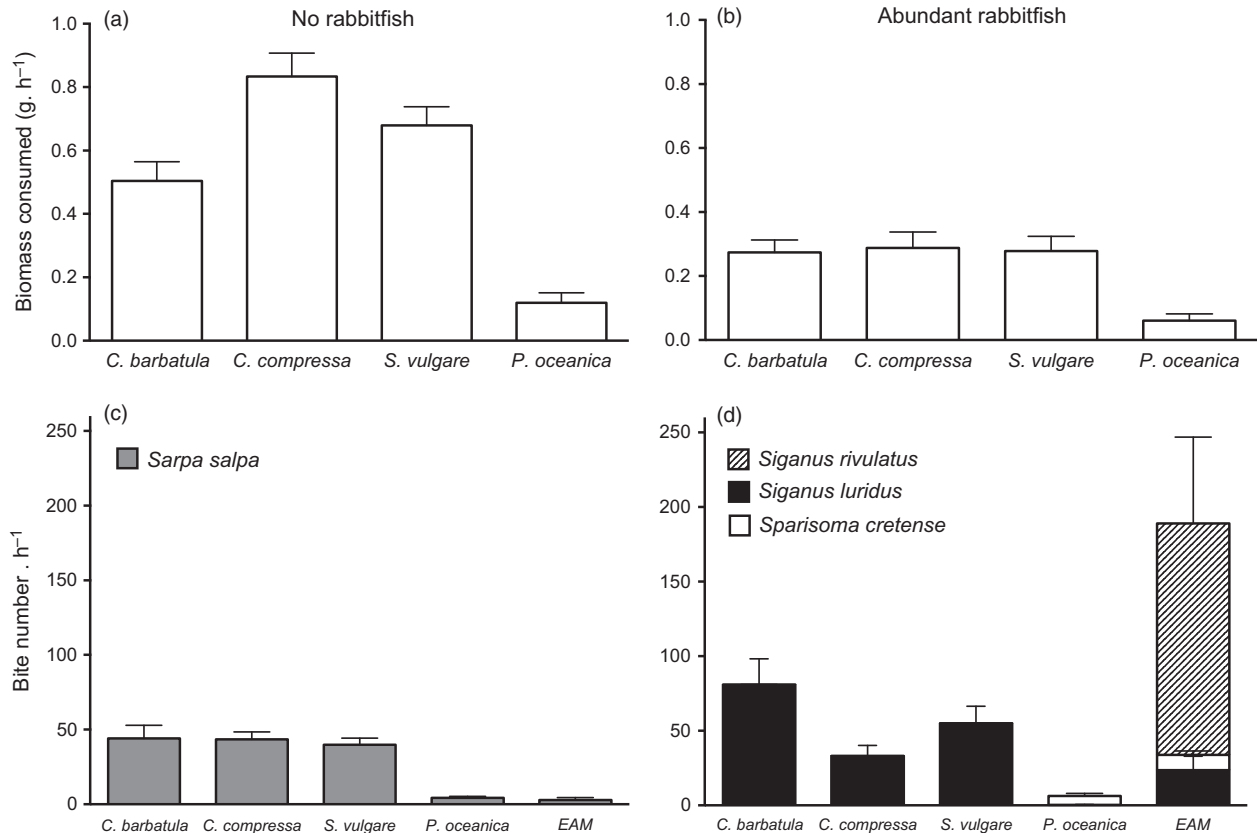 (a)
No rabbitfish
Biomass consumed (g. h⁻¹)
1.0
0.8
0.6
0.4
0.2
0.0
C. barbatula C. compressa S. vulgare P. oceanica
(b)
Abundant rabbitfish
1.0
0.8
0.6
0.4
0.2
0.0
C. barbatula C. compressa S. vulgare P. oceanica
(c)
Sarpa salpa
Bite number . h⁻¹
250
200
150
100
50
0
C. barbatula C. compressa S. vulgare P. oceanica EAM
(d)
Siganus rivulatus
Siganus luridus
Sparisoma cretense
250
200
150
100
50
0
C. barbatula C. compressa S. vulgare P. oceanica EAM